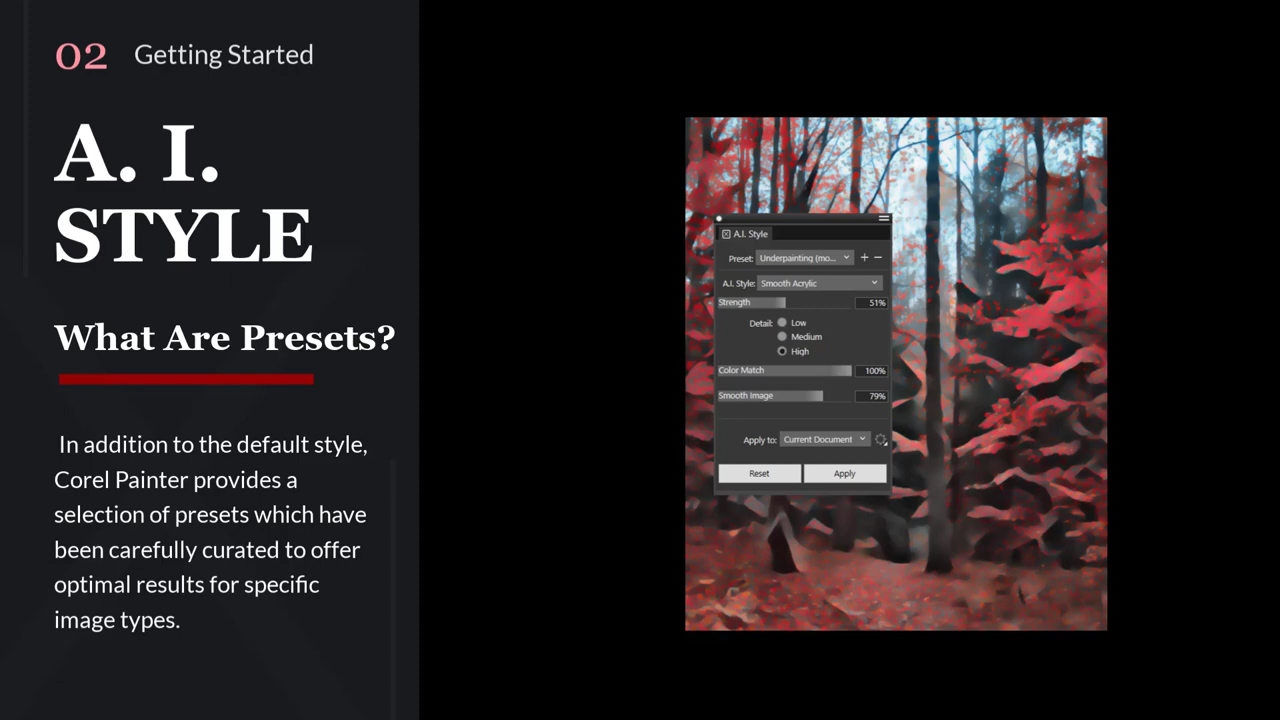 02 Getting Started
A. I.
STYLE
What Are Presets?
In addition to the default style,
Corel Painter provides a
selection of presets which have
been carefully curated to offer
optimal results for specific
image types.
A.I. Style
Preset: Underpainting (mo...
A.I. Style: Smooth Acrylic
Strength 51%
Detail: Low
Medium
High
Color Match 100%
Smooth Image 79%
Apply to: Current Document
Reset Apply